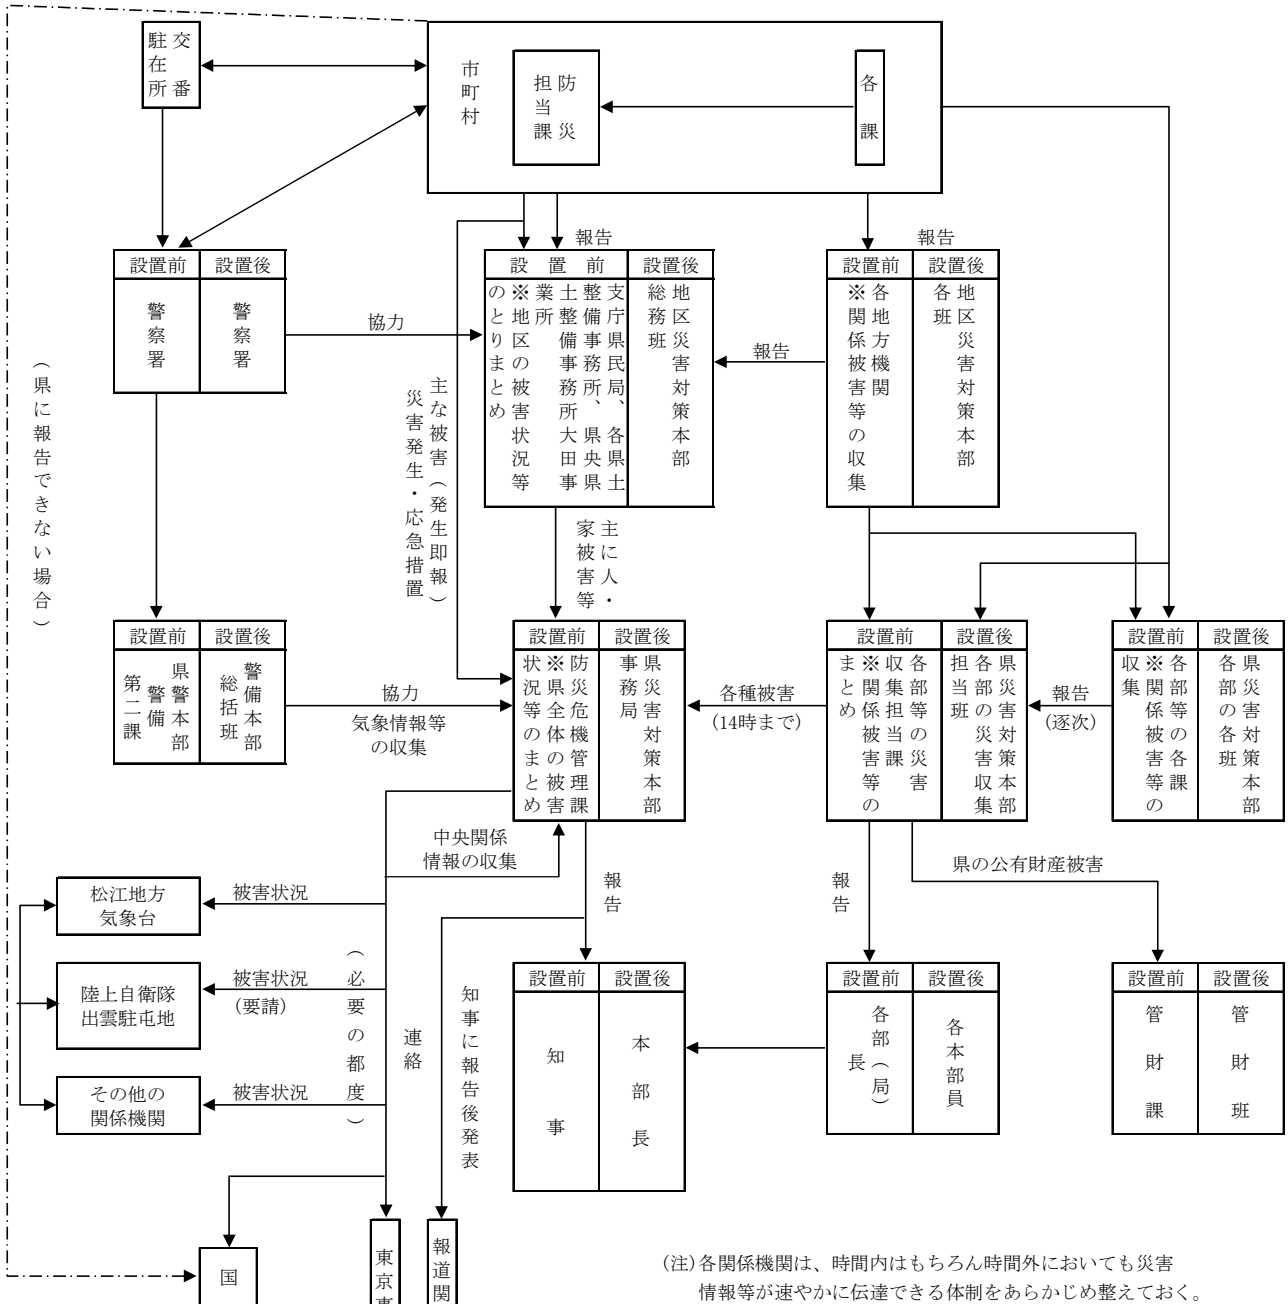 交番
駐在所
市町村
防災
担当課
各課
報告
報告
設置前
設置後
警察署
警察署
協力
設置前
設置後
支庁県民局、各県土
整備事務所、県央県
土整備事務所大田事
業所
※地区の被害状況等
のとりまとめ
地区災害対策本部
総務班
報告
設置前
設置後
各地方機関
※関係被害等の収集
地区災害対策本部
各班
(県に報告できない場合)
主な被害(発生即報)
災害発生・応急措置
主に人・
家被害等
設置前
設置後
県警本部
警備
第二課
警備本部
総括班
協力
気象情報等
の収集
設置前
設置後
防災危機管理課
※県全体の被害
状況等のまとめ
県災害対策本部
事務局
各種被害
(14時まで)
設置前
設置後
各部等の災害
収集担当課
※関係被害等の
まとめ
県災害対策本部
各部の災害収集
担当班
報告
(逐次)
設置前
設置後
各部等の各課
※関係被害等の
収集
県災害対策本部
各部の各班
中央関係
情報の収集
報告
報告
県の公有財産被害
松江地方
気象台
被害状況
陸上自衛隊
出雲駐屯地
被害状況
(要請)
その他の
関係機関
被害状況
(必要の都度)
連絡
知事に報告後発表
設置前
設置後
知事
本部長
設置前
設置後
各部(局)
長
各本部員
設置前
設置後
管財課
管財班
国
東京事
報道関
(注)各関係機関は、時間内はもちろん時間外においても災害
情報等が速やかに伝達できる体制をあらかじめ整えておく。